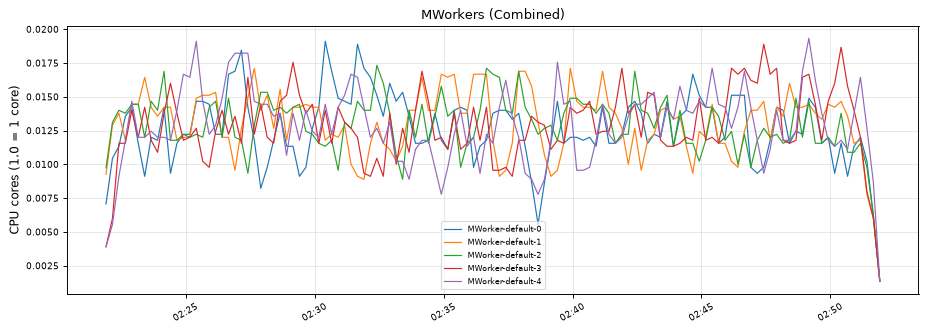 MWorkers (Combined)
CPU cores (1.0 = 1 core)
0.0200
0.0175
0.0150
0.0125
0.0100
0.0075
0.0050
0.0025
MWorker-default-0
MWorker-default-1
MWorker-default-2
MWorker-default-3
MWorker-default-4
02:25
02:30
02:35
02:40
02:45
02:50